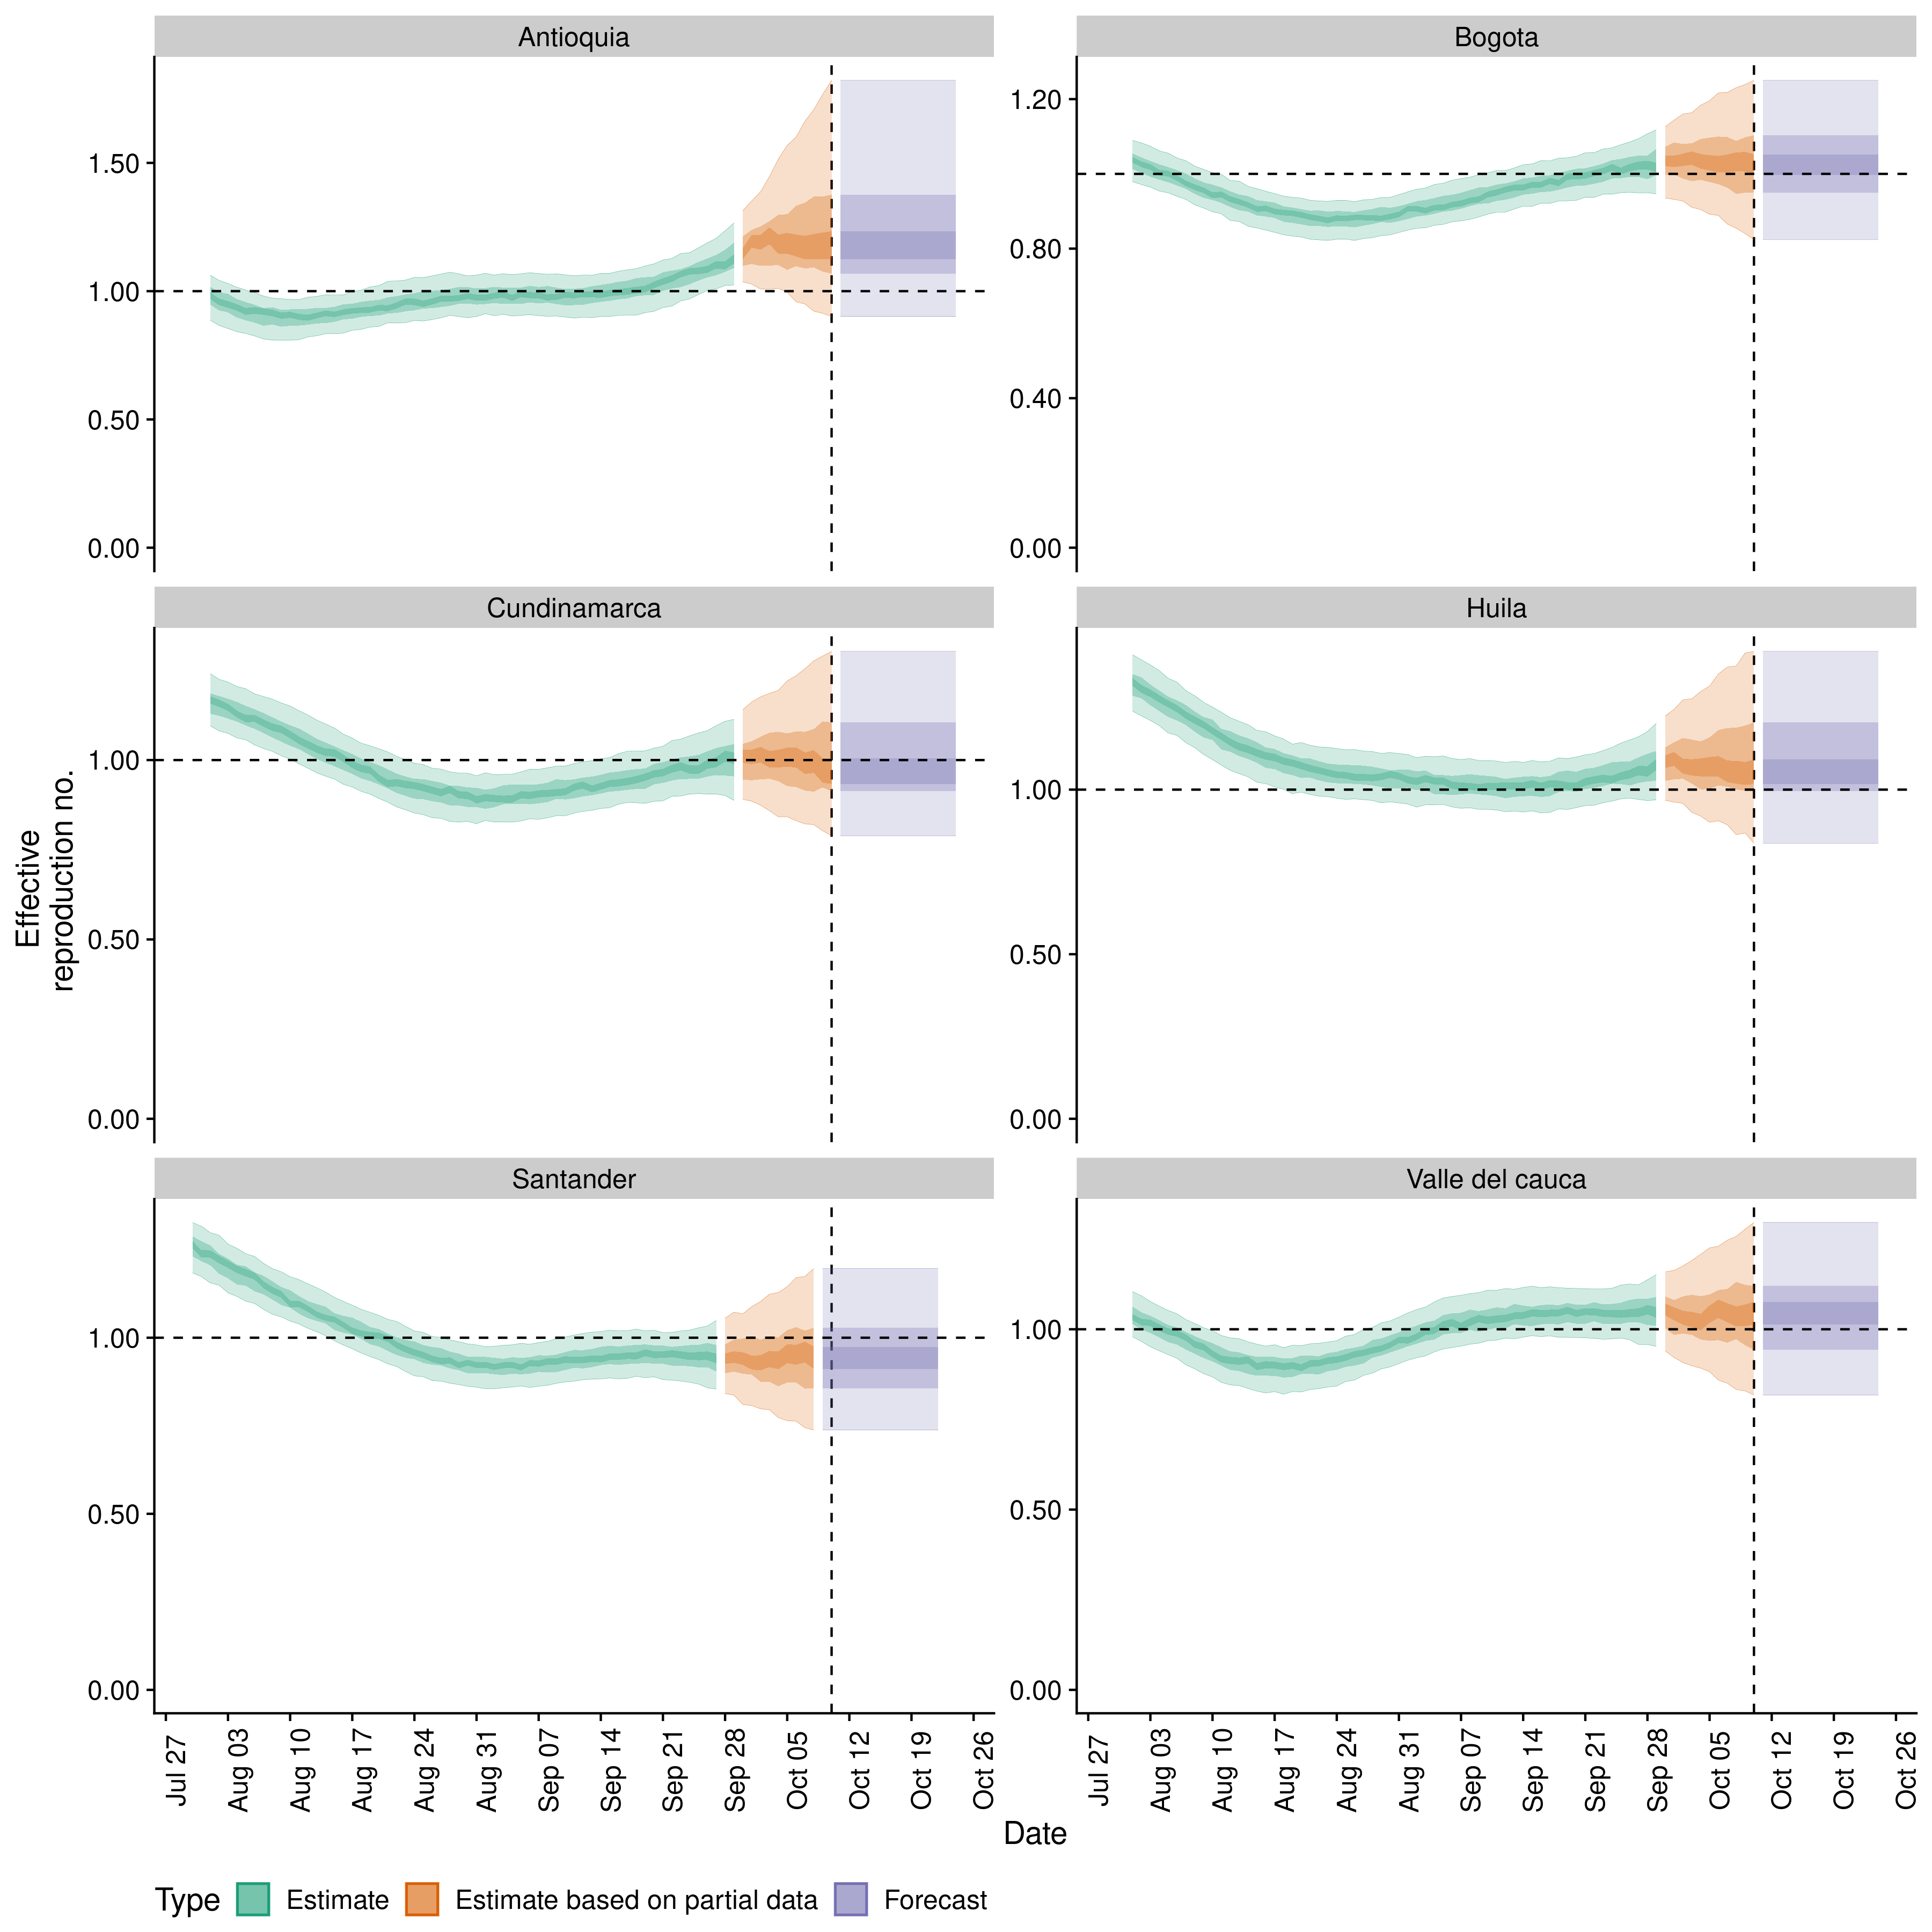 Antioquia
Bogota
1.50
1.00
0.50
0.00
1.20
0.80
0.40
0.00
Cundinamarca
Huila
1.00
0.50
0.00
1.00
0.50
0.00
Effective
reproduction no.
Santander
Valle del cauca
1.00
0.50
0.00
1.00
0.50
0.00
Jul 27
Aug 03
Aug 10
Aug 17
Aug 24
Aug 31
Sep 07
Sep 14
Sep 21
Sep 28
Oct 05
Oct 12
Oct 19
Oct 26
Jul 27
Aug 03
Aug 10
Aug 17
Aug 24
Aug 31
Sep 07
Sep 14
Sep 21
Sep 28
Oct 05
Oct 12
Oct 19
Oct 26
Date
Type Estimate Estimate based on partial data Forecast